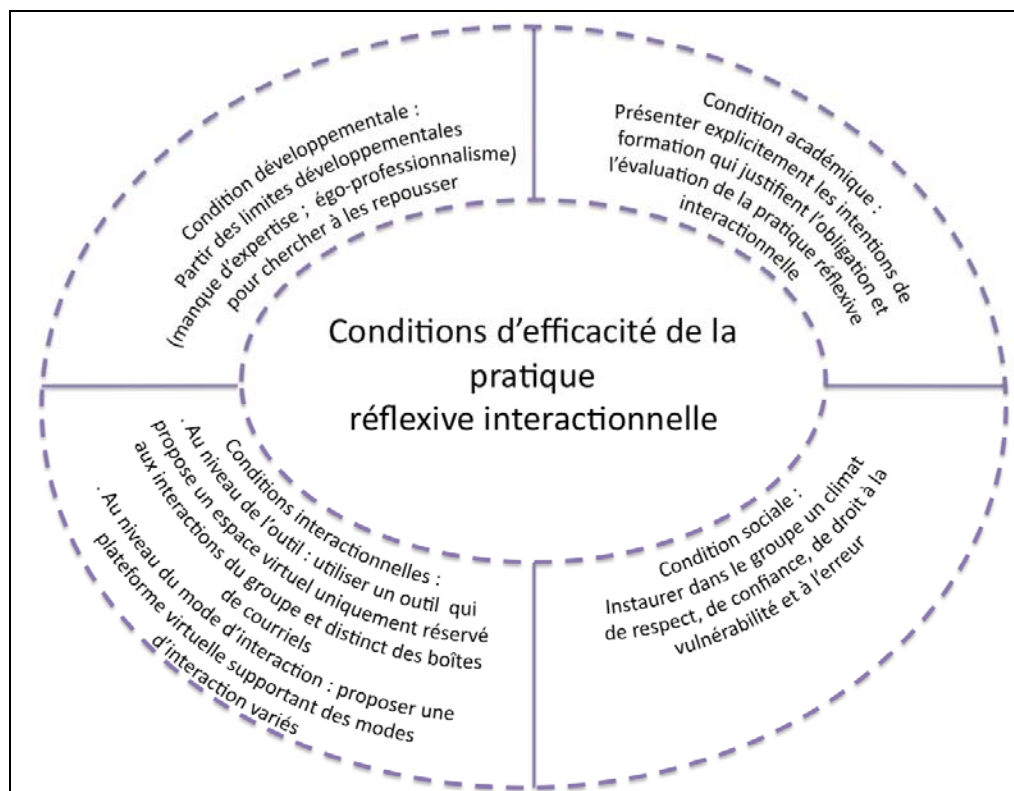 Condition développementale :
Partir des limites développementales
(manque d'expertise ; égo-professionnalisme)
pour chercher à les repousser
Condition académique :
Présenter explicitement les intentions de
formation qui justifient l'obligation et
l'évaluation de la pratique réflexive
interactionnelle
Conditions d'efficacité de la
pratique
réflexive interactionnelle
Conditions interactionnelles :
. Au niveau de l'outil : utiliser un outil qui
propose un espace virtuel uniquement réservé
aux interactions du groupe et distinct des boîtes
de courriels
. Au niveau du mode d'interaction : proposer une
plateforme virtuelle supportant des modes
d'interaction variés
Condition sociale :
Instaurer dans le groupe un climat
de respect, de confiance, de droit à la
vulnérabilité et à l'erreur